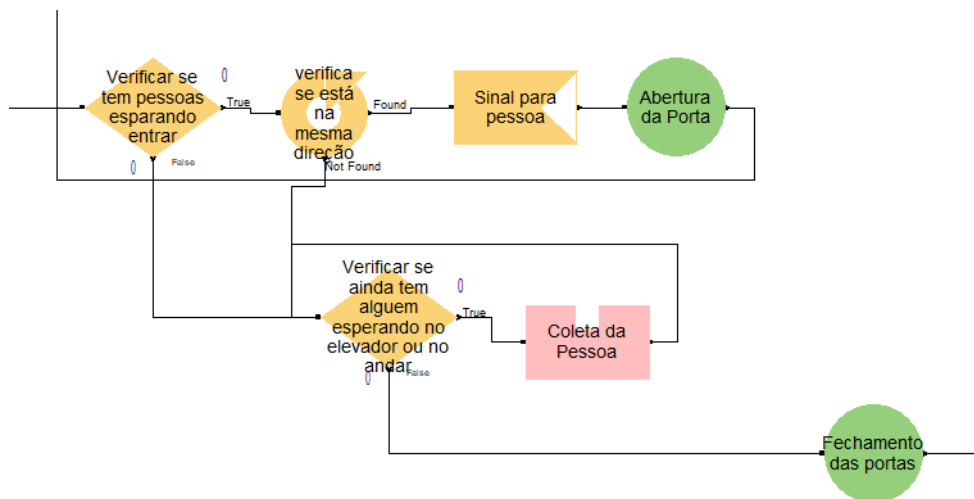 Verificar se
tem pessoas
esparando
entrar
0
True
0
False
verifica
se está
na
mesma
direção
Found
Not Found
Sinal para
pessoa
Abertura
da Porta
Verificar se
ainda tem
alguem
esperando no
elevador ou no
andar
0
True
0
False
Coleta da
Pessoa
Fechamento
das portas